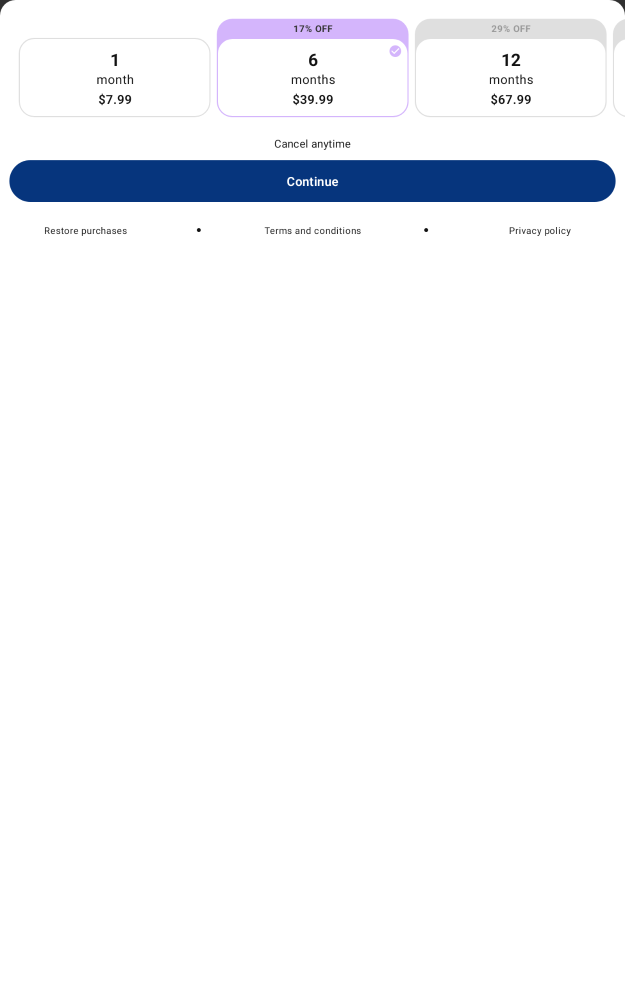 1
month
$7.99
17% OFF
6
months
$39.99
29% OFF
12
months
$67.99
Cancel anytime
Continue
Restore purchases • Terms and conditions • Privacy policy